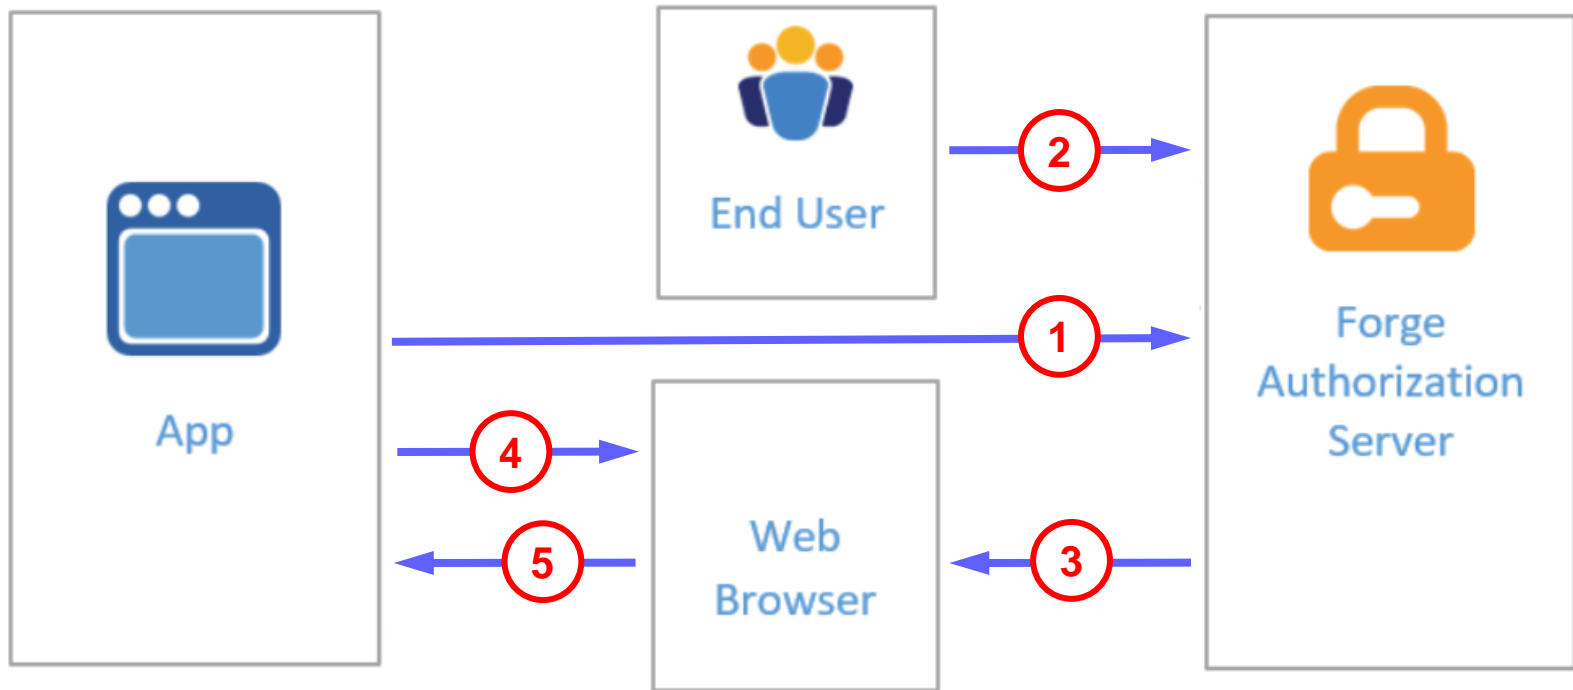 End User
2
1
App
4
5
Web
Browser
3
Forge
Authorization
Server